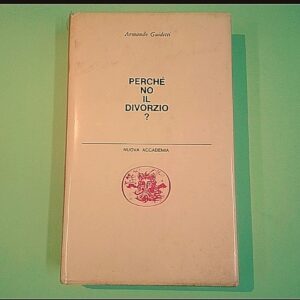 Armando Guidetti
PERCHÉ
NO
IL
DIVORZIO
?
NUOVA ACCADEMIA